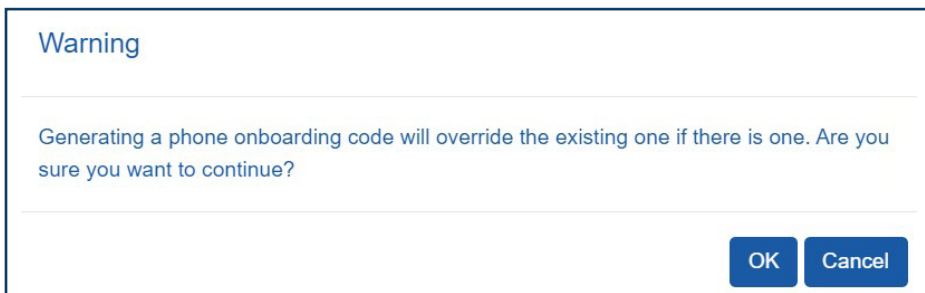 Warning
Generating a phone onboarding code will override the existing one if there is one. Are you
sure you want to continue?
OK Cancel